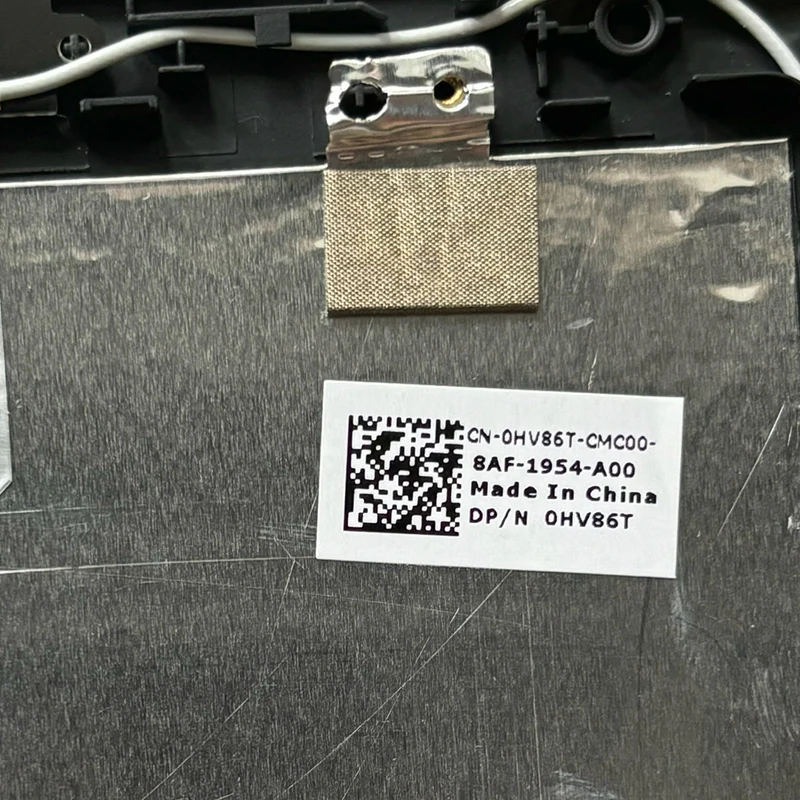 CN-0HV86T-CMC00-
8AF-1954-A00
Made In China
DP/N 0HV86T